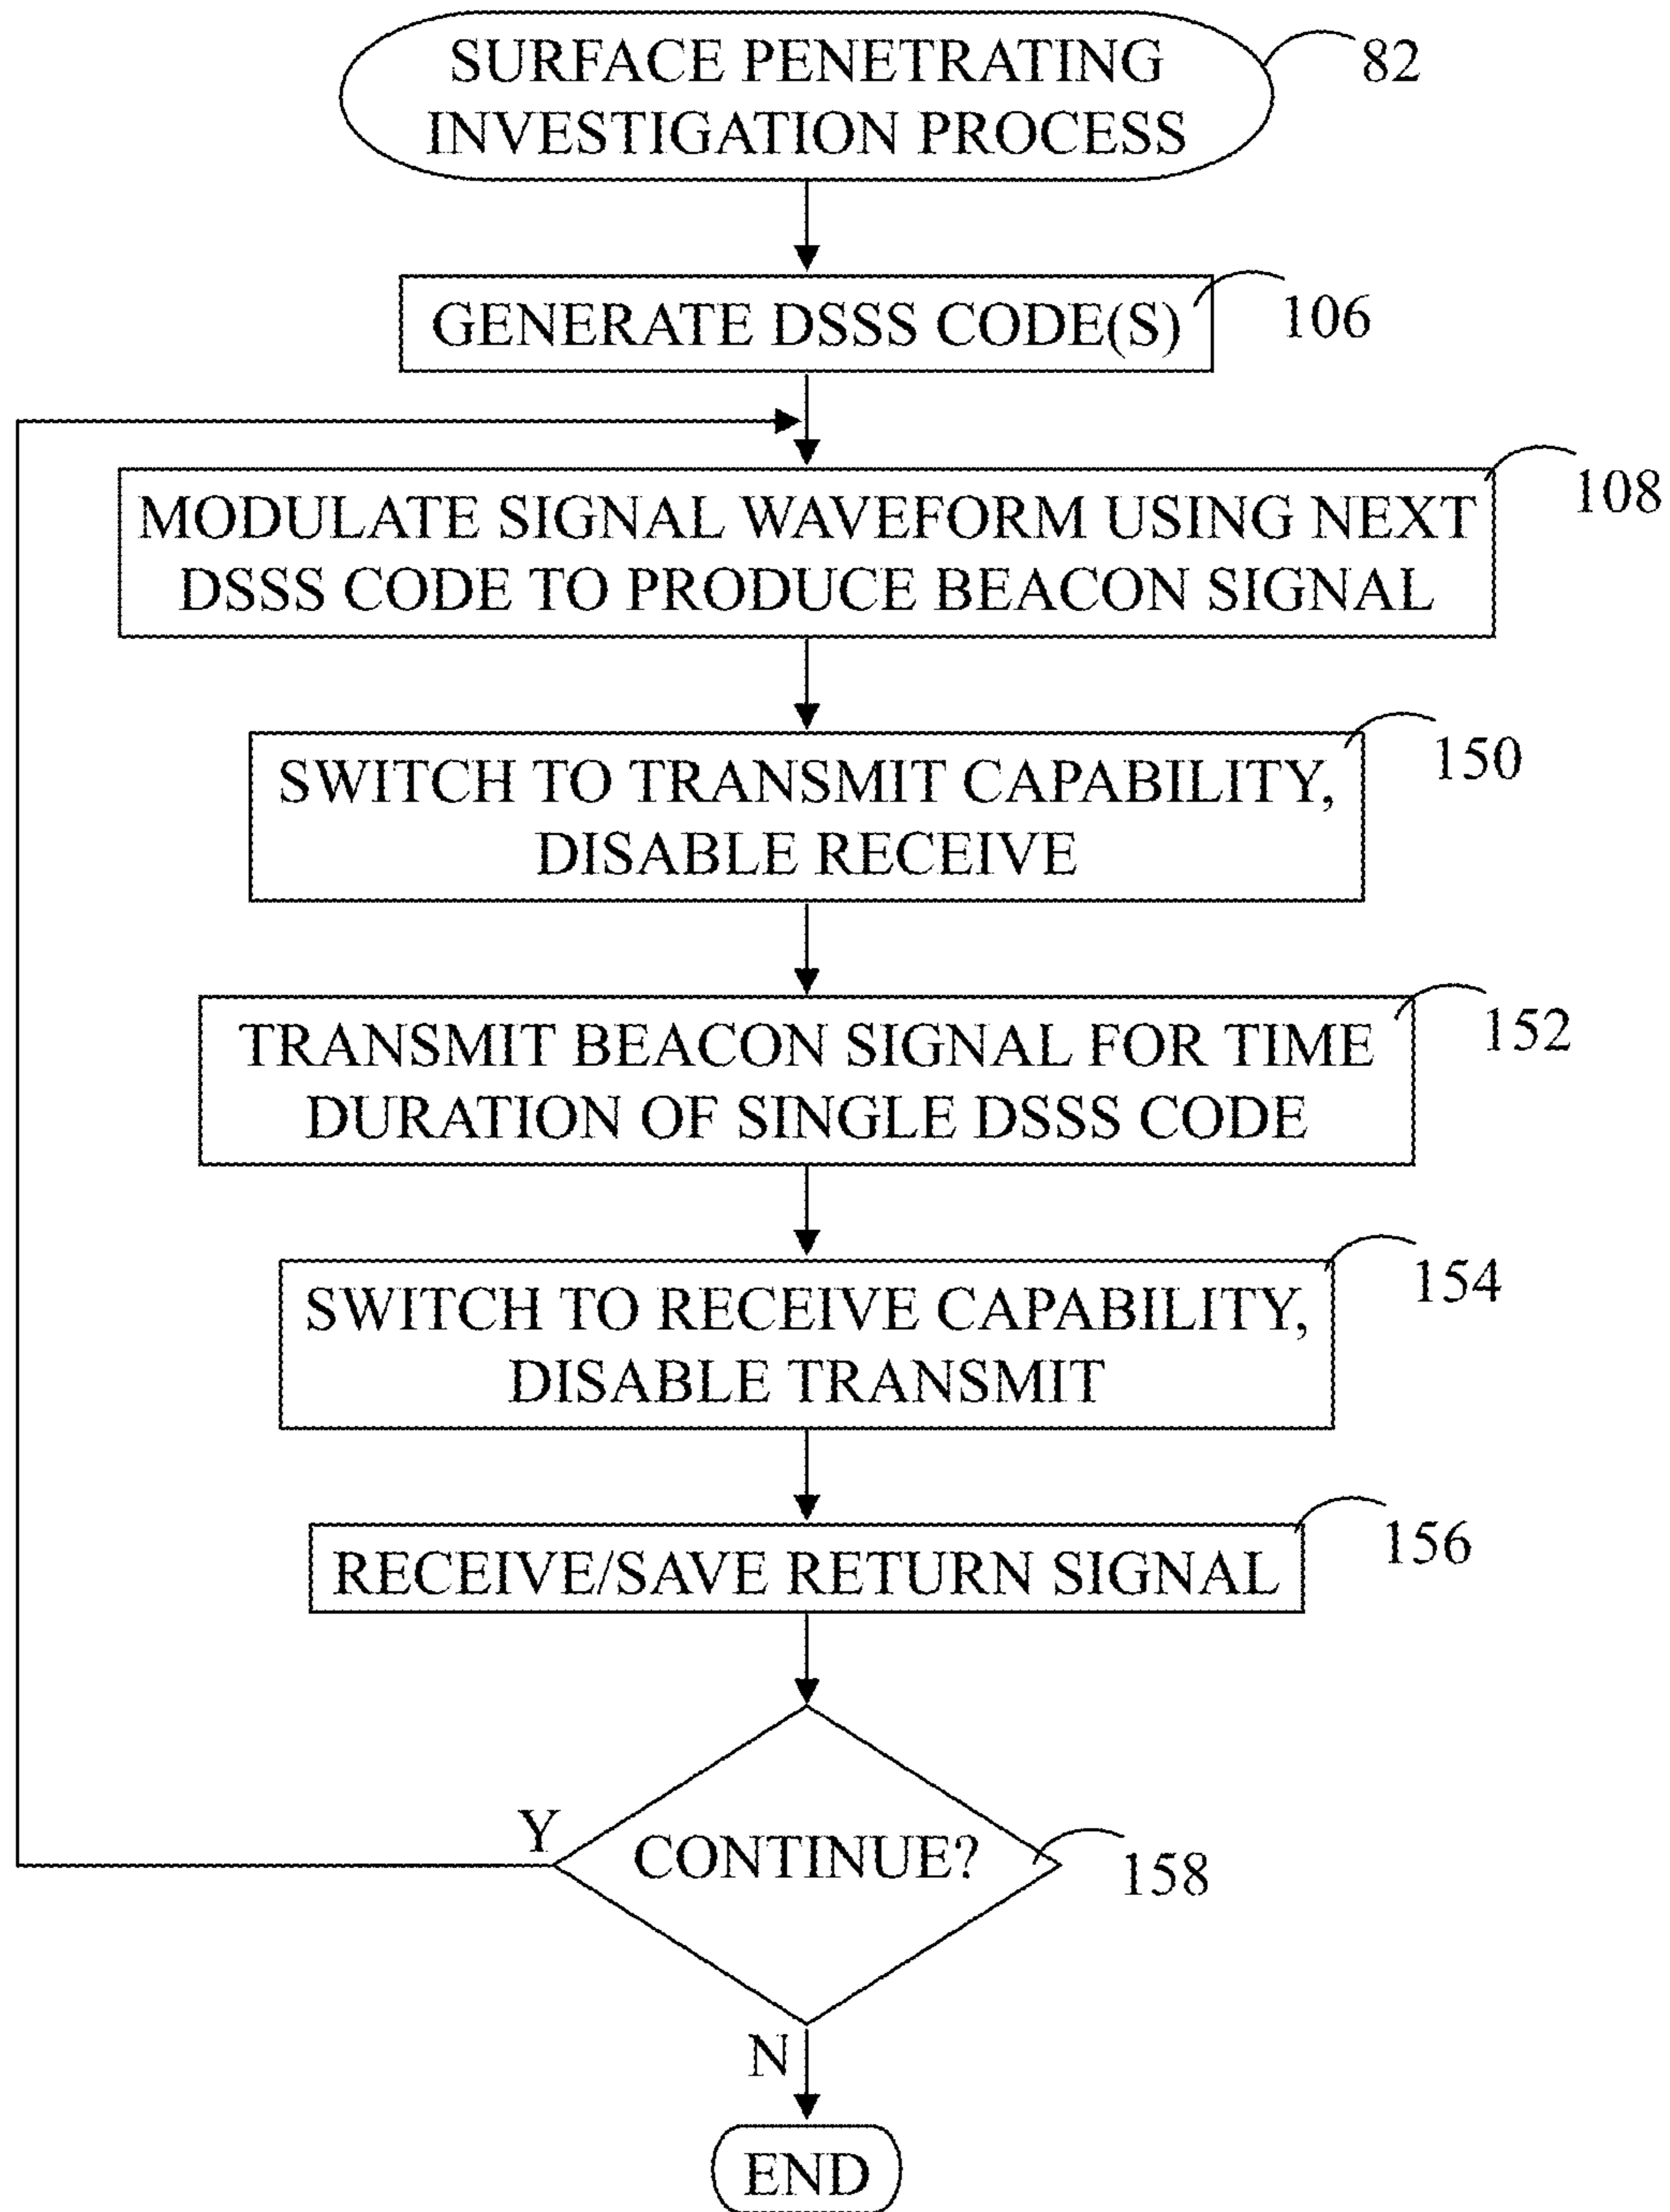 SURFACE PENETRATING
INVESTIGATION PROCESS
82
GENERATE DSSS CODE(S)
106
MODULATE SIGNAL WAVEFORM USING NEXT
DSSS CODE TO PRODUCE BEACON SIGNAL
108
SWITCH TO TRANSMIT CAPABILITY,
DISABLE RECEIVE
150
TRANSMIT BEACON SIGNAL FOR TIME
DURATION OF SINGLE DSSS CODE
152
SWITCH TO RECEIVE CAPABILITY,
DISABLE TRANSMIT
154
RECEIVE/SAVE RETURN SIGNAL
156
Y
CONTINUE?
158
N
END